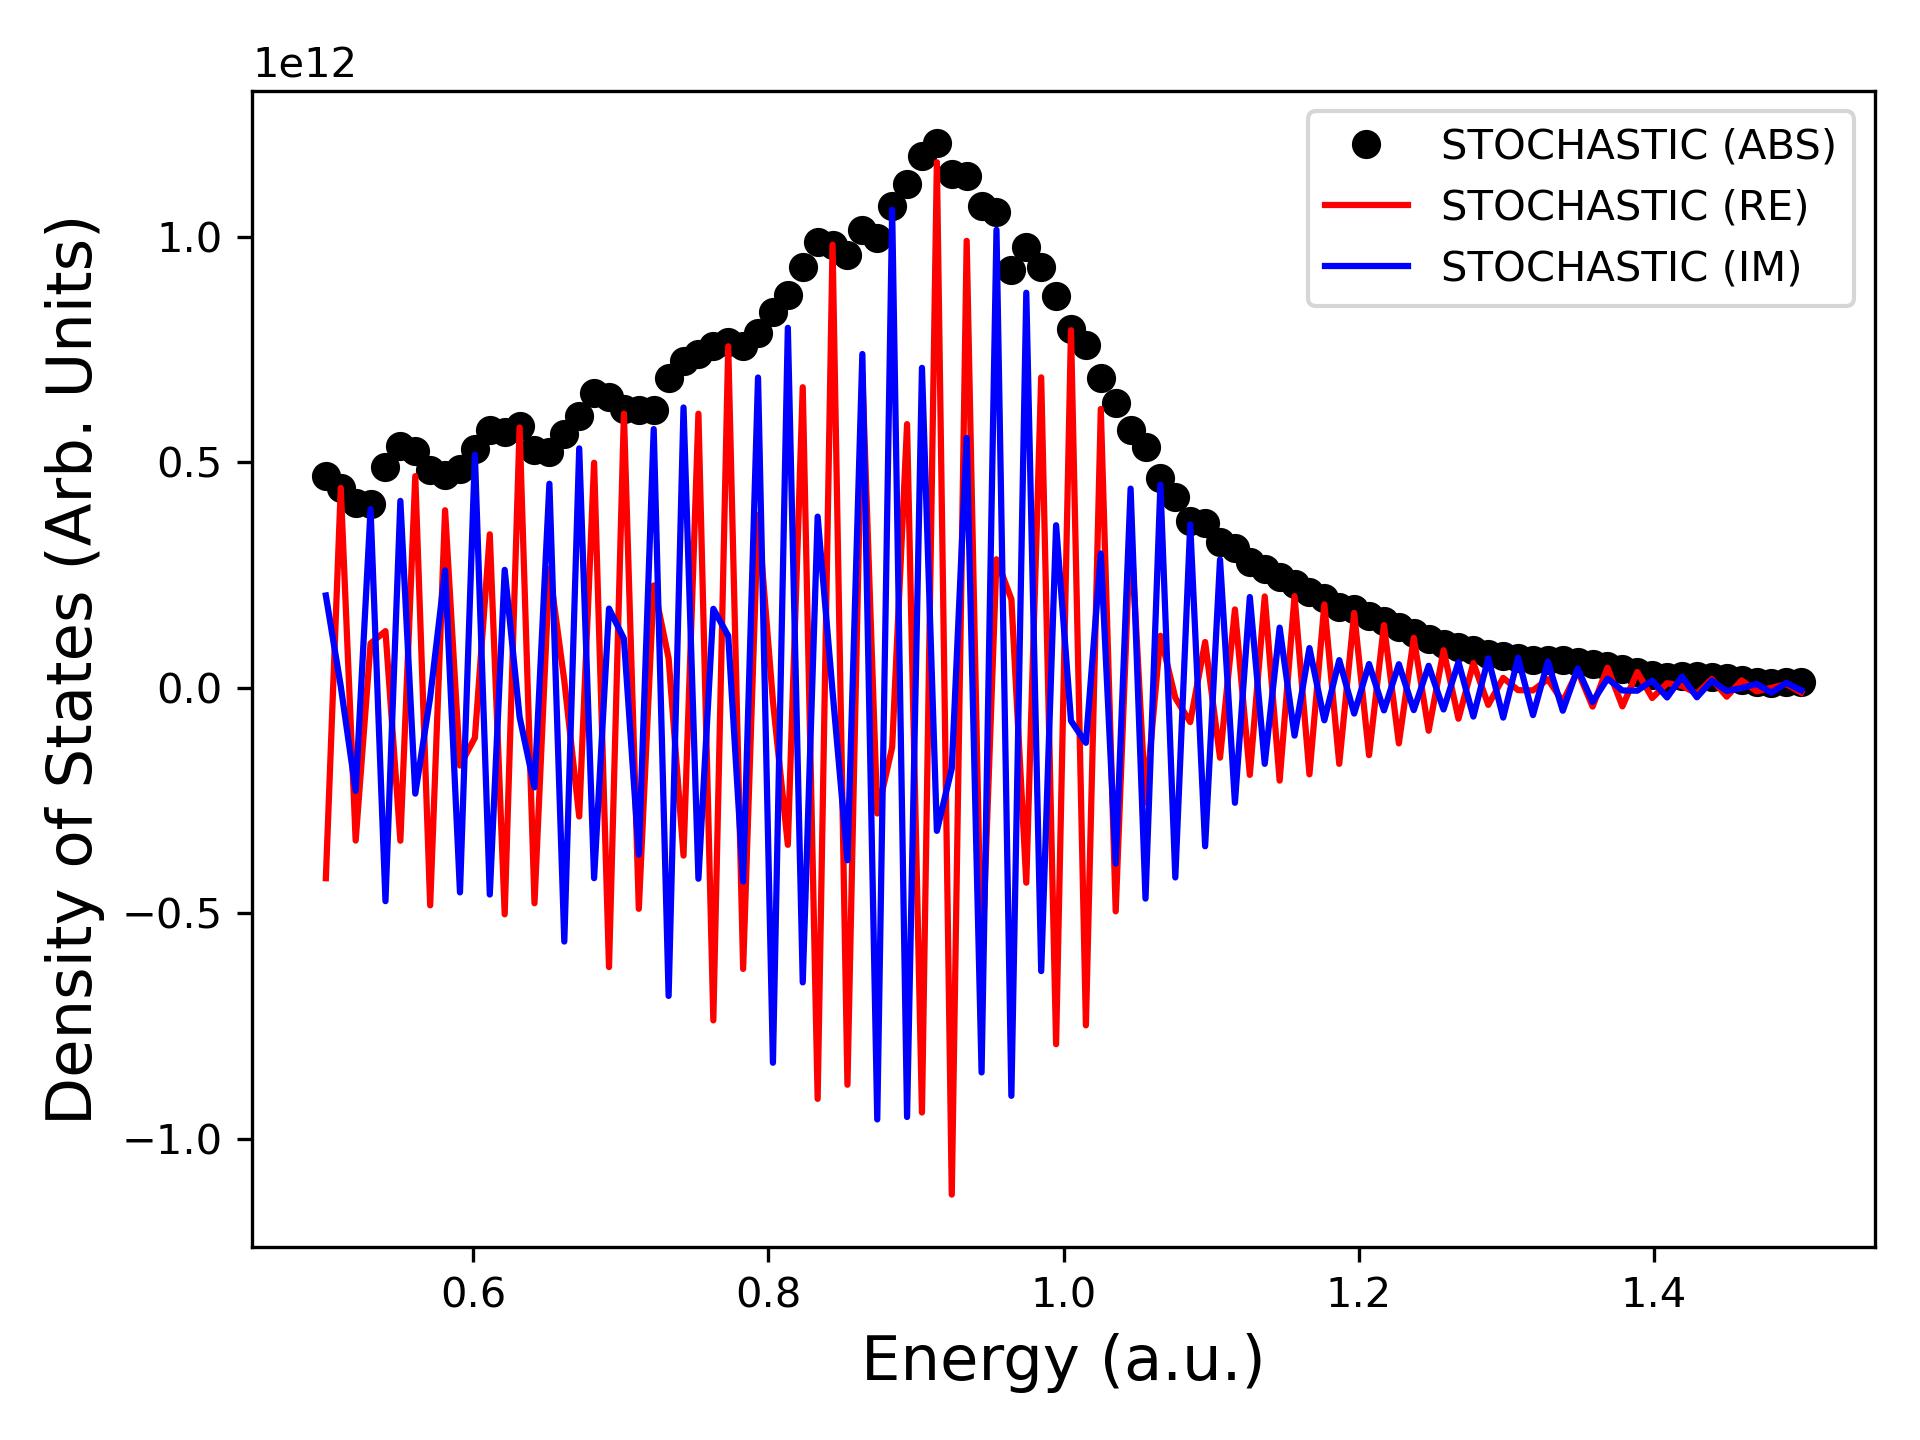 1e12
STOCHASTIC (ABS)
STOCHASTIC (RE)
STOCHASTIC (IM)
Density of States (Arb. Units)
1.0
0.5
0.0
−0.5
−1.0
0.6 0.8 1.0 1.2 1.4
Energy (a.u.)